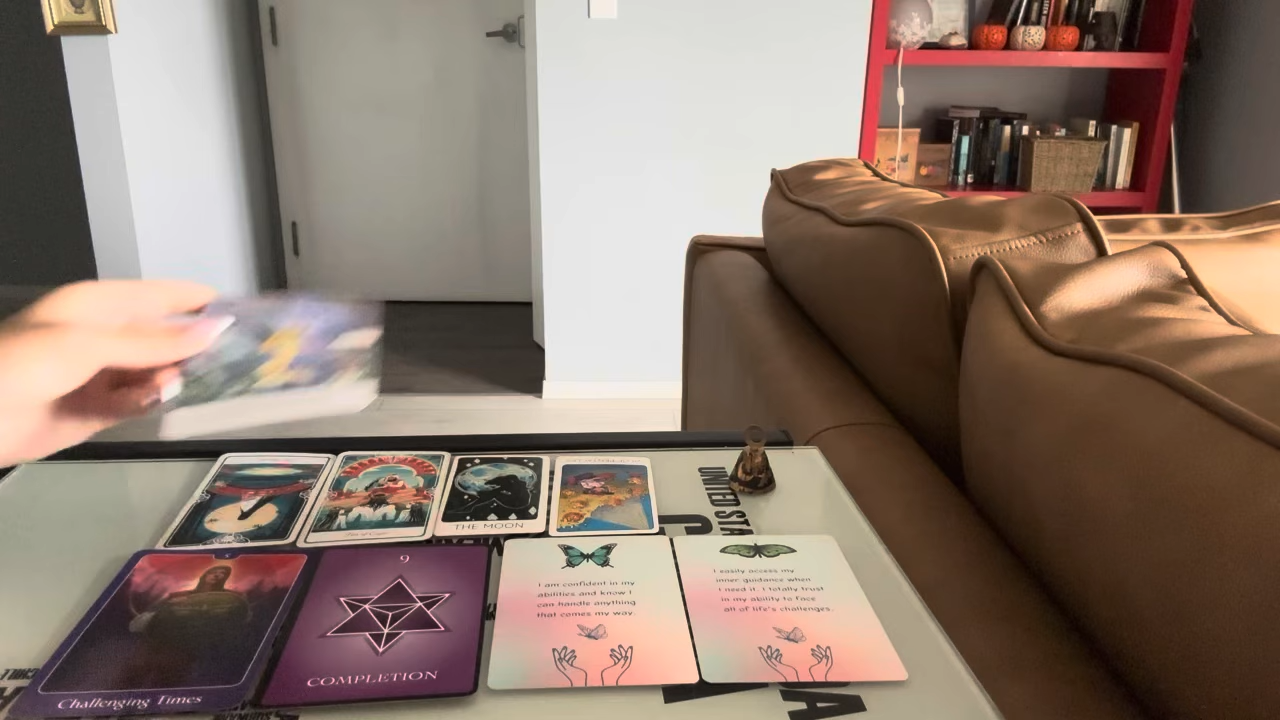 THE MOON
9
COMPLETION
Challenging Times
I am confident in my
abilities and know I
can handle anything
that comes my way.
I easily access my
inner guidance when
I need it. I totally trust
in my ability to face
all of life's challenges.
UNITED STA